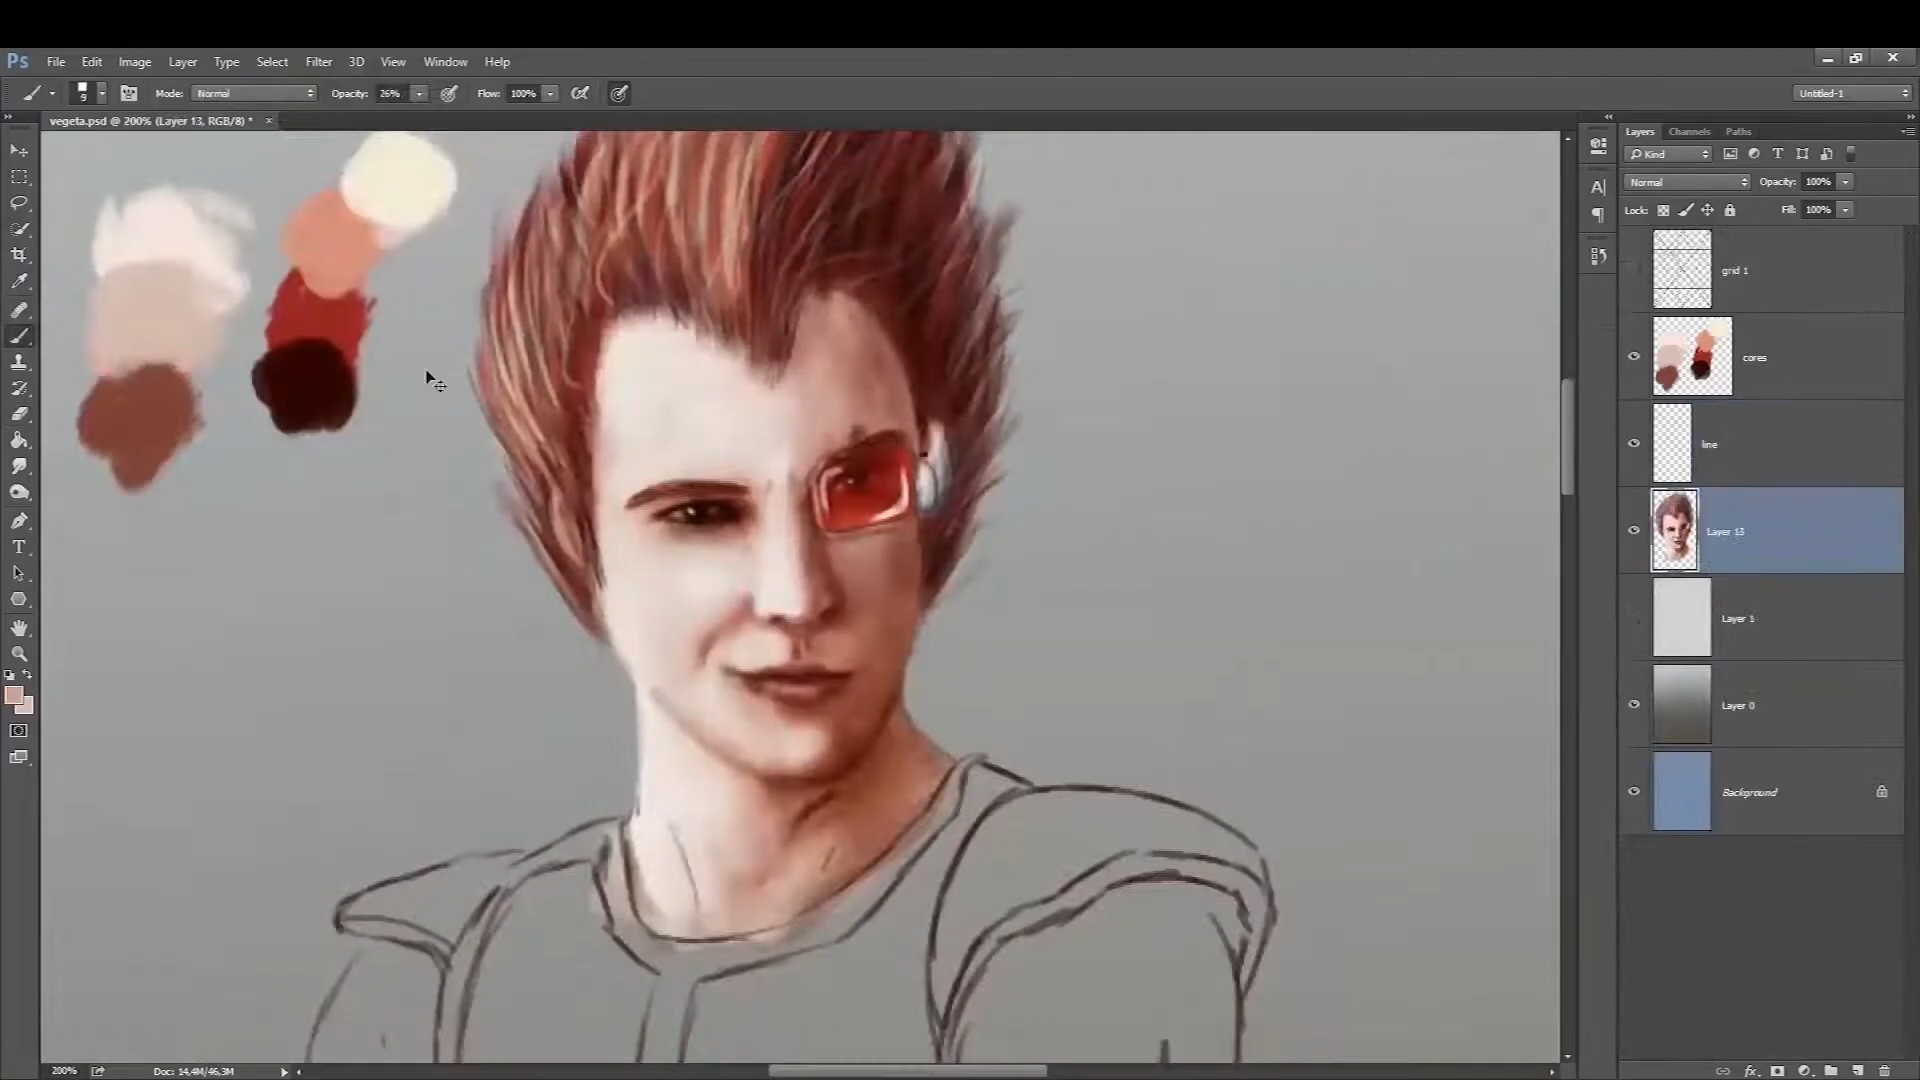 Ps File Edit Image Layer Type Select Filter 3D View Window Help
9 Mode: Normal Opacity: 26% Flow: 100% Untitled-1
vegeta.psd @ 200% (Layer 13, RGB/8) * ×
Layers Channels Paths
Kind
Normal Opacity: 100%
Lock: Fill: 100%
grid 1
cores
line
Layer 13
Layer 1
Layer 0
Background
200% Doc: 14,4M/46,3M